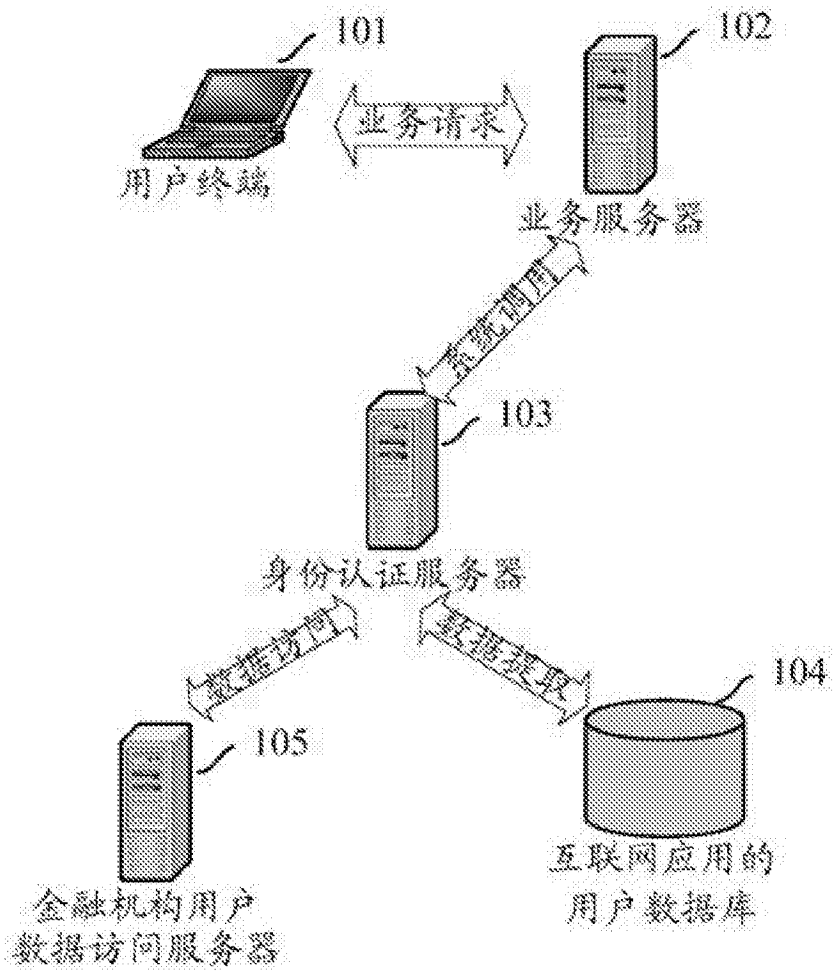 101
102
业务请求
用户终端
业务服务器
系统调用
103
身份认证服务器
数据访问
数据提取
104
105
互联网应用的
用户数据库
金融机构用户
数据访问服务器